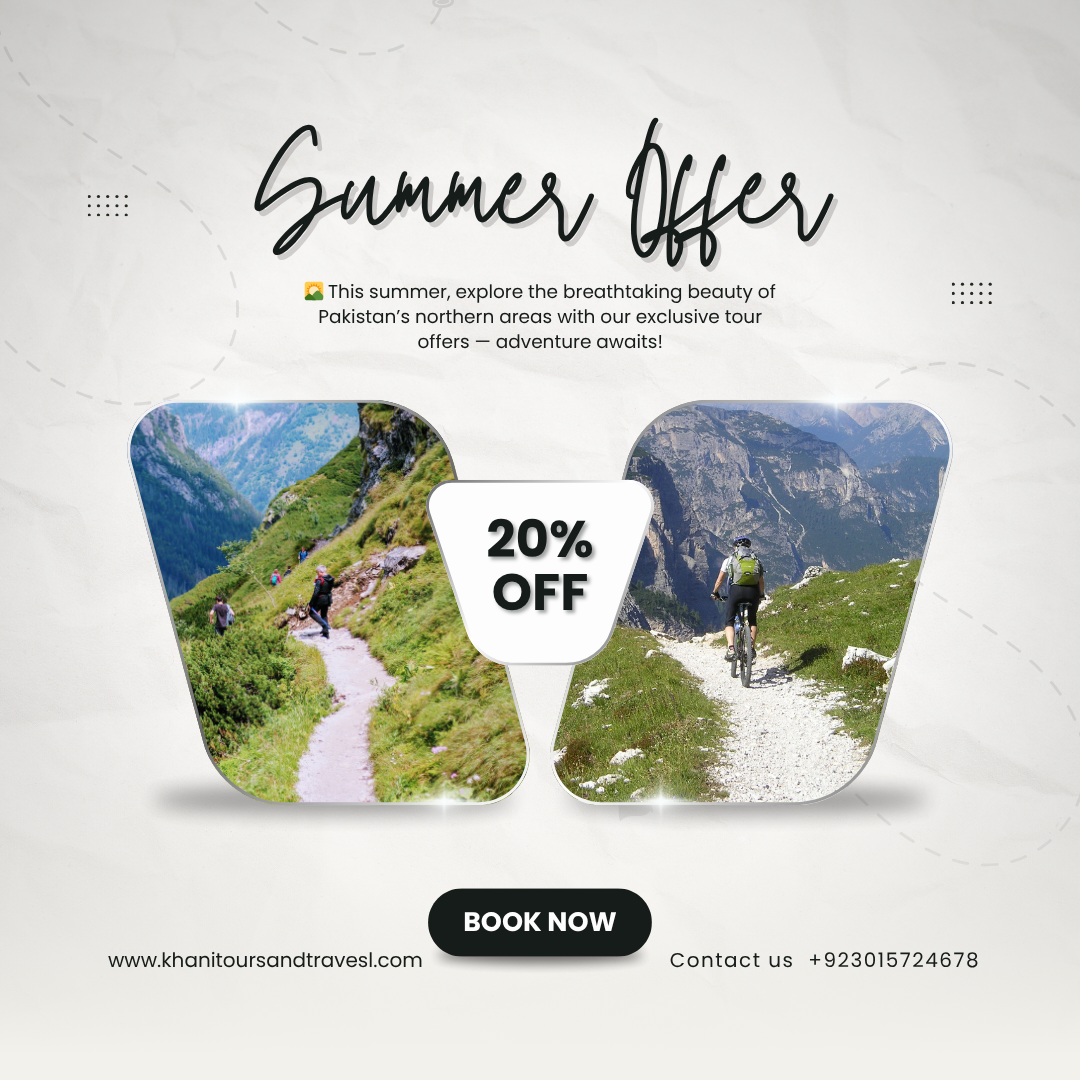 Summer Offer
🌄 This summer, explore the breathtaking beauty of
Pakistan’s northern areas with our exclusive tour
offers — adventure awaits!
20%
OFF
BOOK NOW
www.khanitoursandtravesl.com
Contact us +923015724678